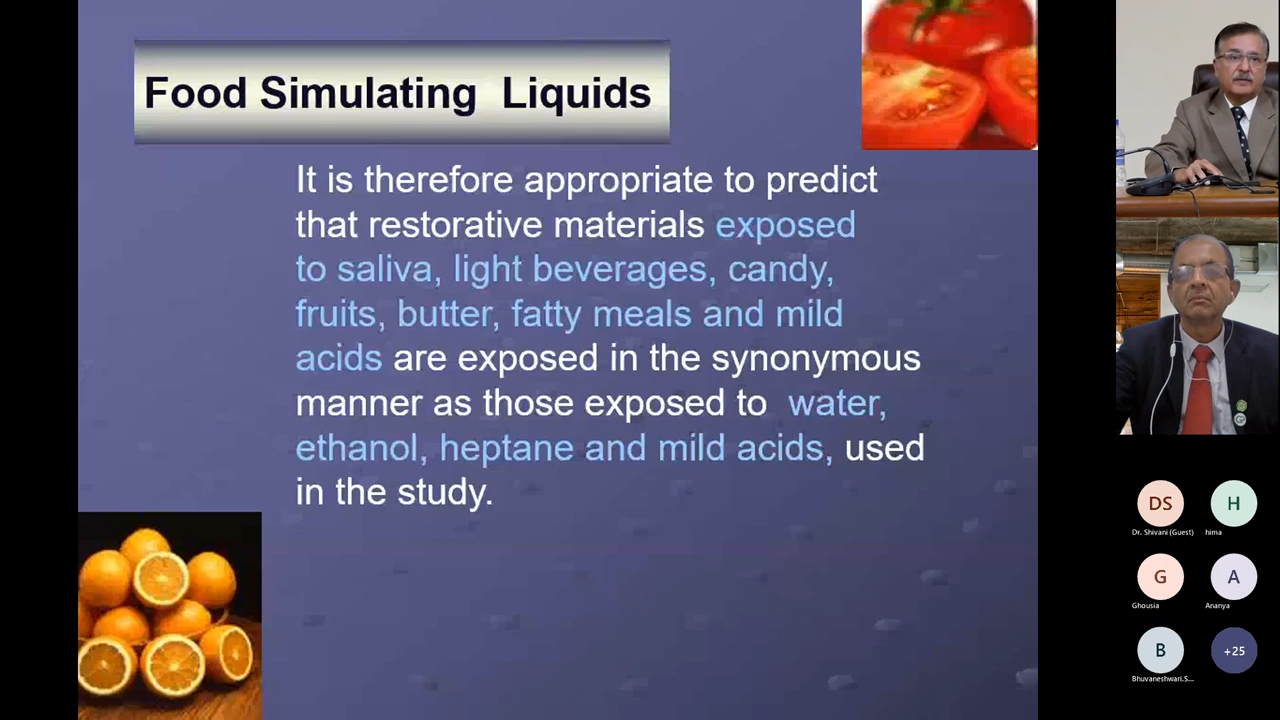 Food Simulating Liquids
It is therefore appropriate to predict
that restorative materials exposed
to saliva, light beverages, candy,
fruits, butter, fatty meals and mild
acids are exposed in the synonymous
manner as those exposed to water,
ethanol, heptane and mild acids, used
in the study.
DS
H
Dr. Shivani (Guest)
hima
G
A
Ghousia
Ananya
B
+25
Bhuvaneshwari.S...